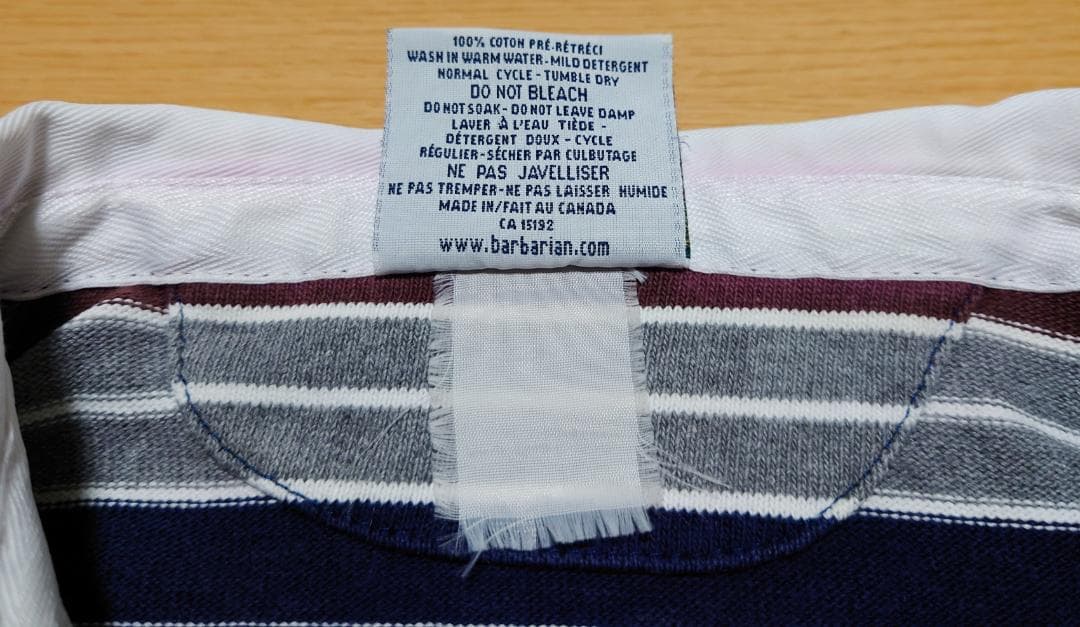 100% COTON PRÉ-RÉTRÉCI
WASH IN WARM WATER-MILD DETERGENT
NORMAL CYCLE - TUMBLE DRY
DO NOT BLEACH
DO NOT SOAK - DO NOT LEAVE DAMP
LAVER À L'EAU TIÈDE -
DÉTERGENT DOUX - CYCLE
RÉGULIER-SÉCHER PAR CULBUTAGE
NE PAS JAVELLISER
NE PAS TREMPER-NE PAS LAISSER HUMIDE
MADE IN/FAIT AU CANADA
CA 15192
www.barbarian.com